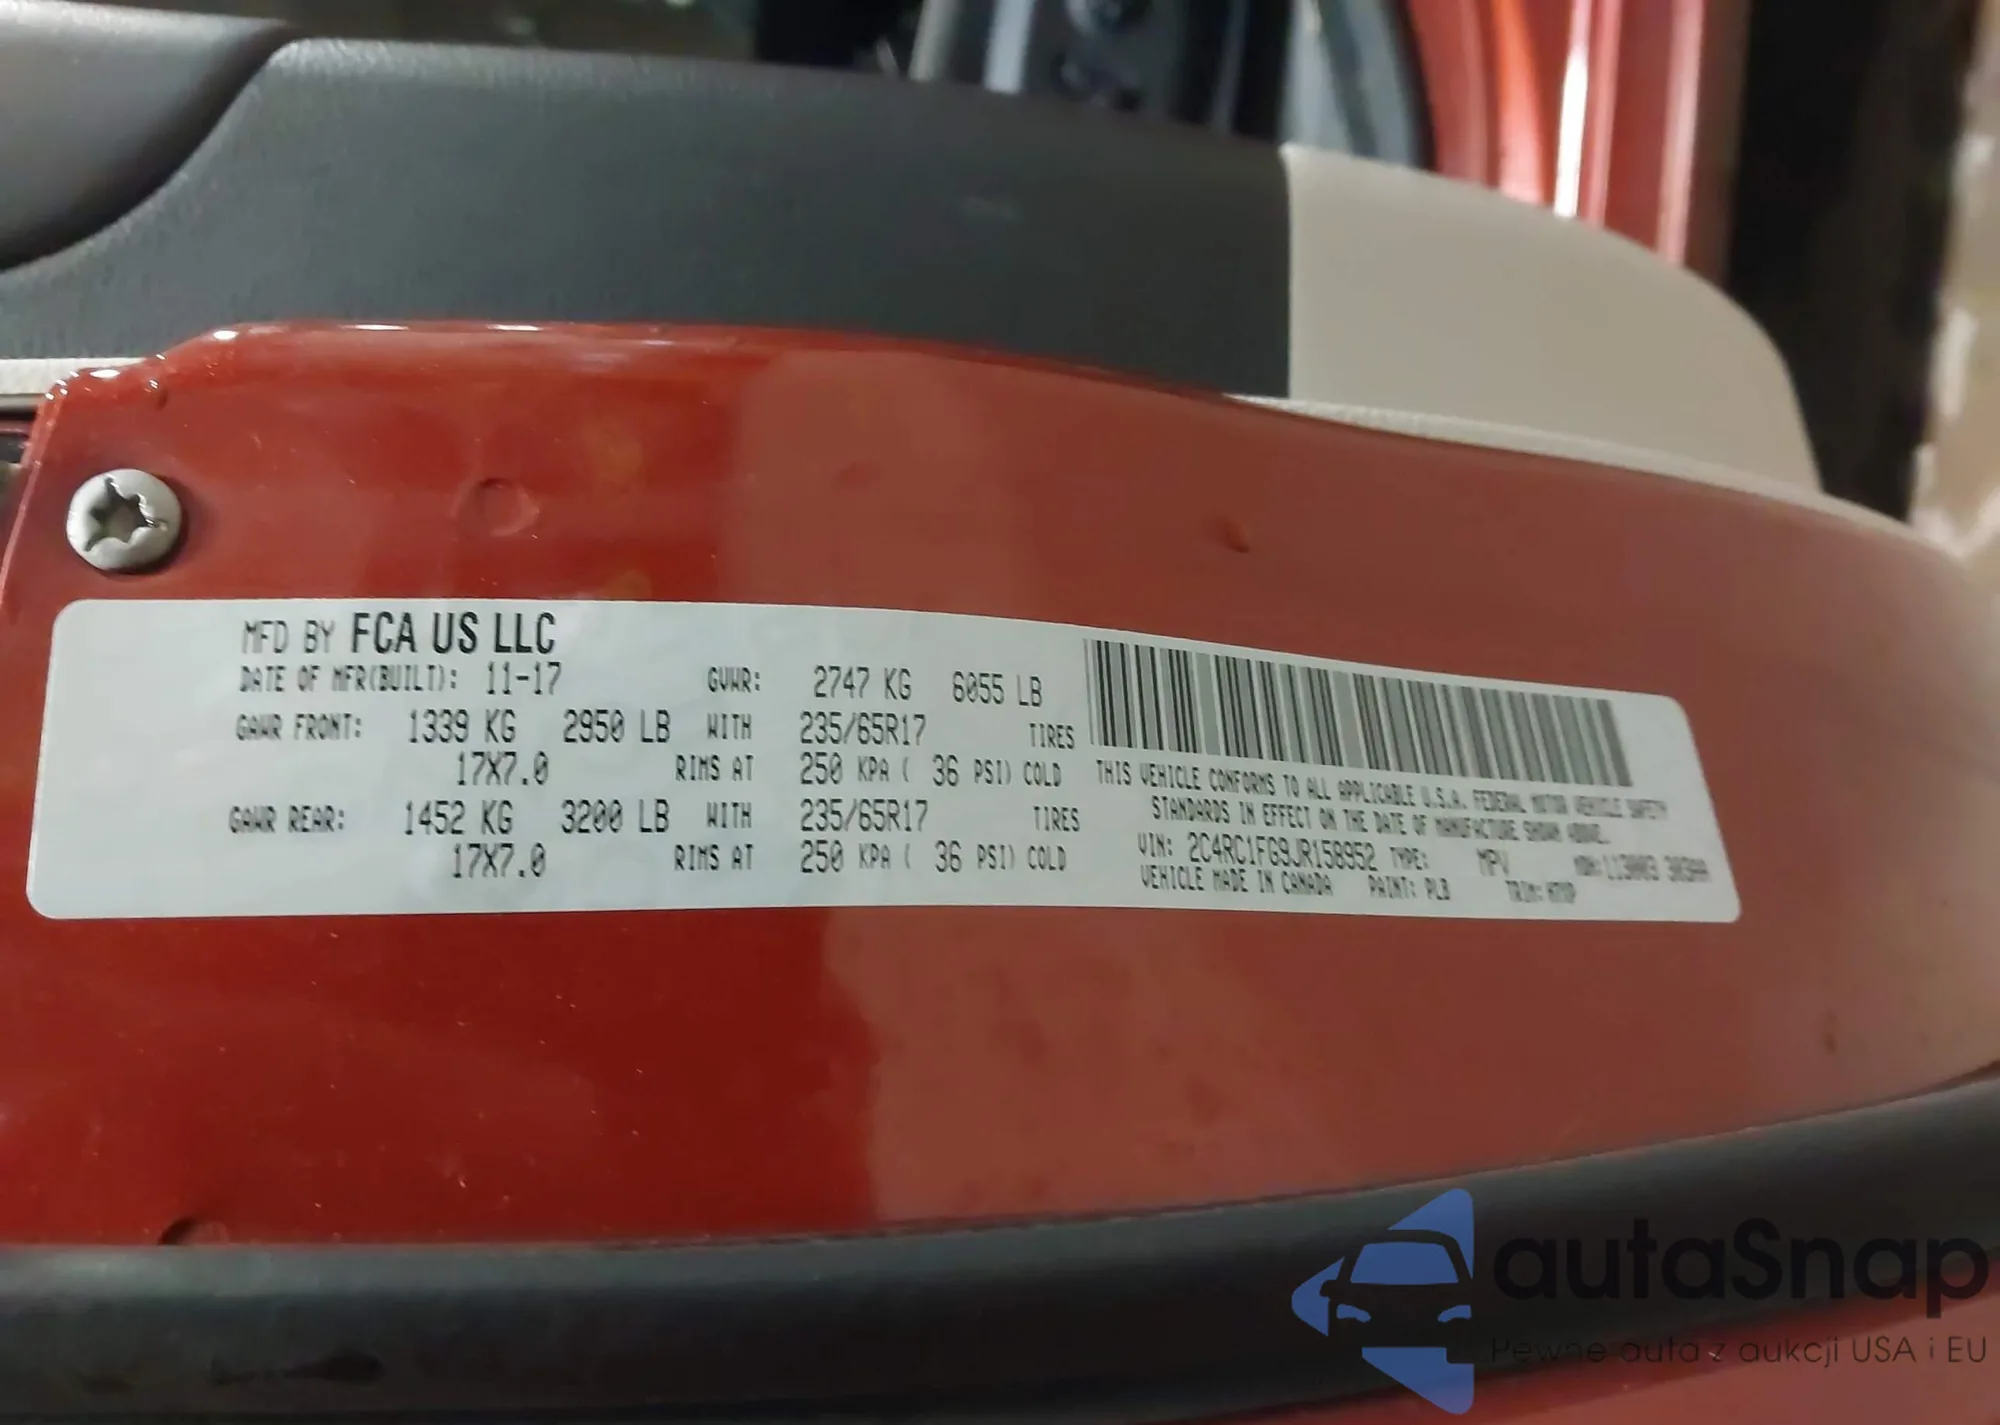 MFD BY FCA US LLC
DATE OF MFR(BUILT): 11-17 GVWR: 2747 KG 6055 LB
GAWR FRONT: 1339 KG 2950 LB WITH 235/65R17 TIRES
17X7.0 RIMS AT 250 KPA ( 36 PSI) COLD
GAWR REAR: 1452 KG 3200 LB WITH 235/65R17 TIRES
17X7.0 RIMS AT 250 KPA ( 36 PSI) COLD
THIS VEHICLE CONFORMS TO ALL APPLICABLE U.S.A. FEDERAL MOTOR VEHICLE SAFETY
STANDARDS IN EFFECT ON THE DATE OF MANUFACTURE SHOWN ABOVE.
VIN: 2C4RC1FG9JR158952 TYPE: MPV MDH:
VEHICLE MADE IN CANADA PAINT: PLB TRIM:
autaSnap
Pewne auta z aukcji USA i EU